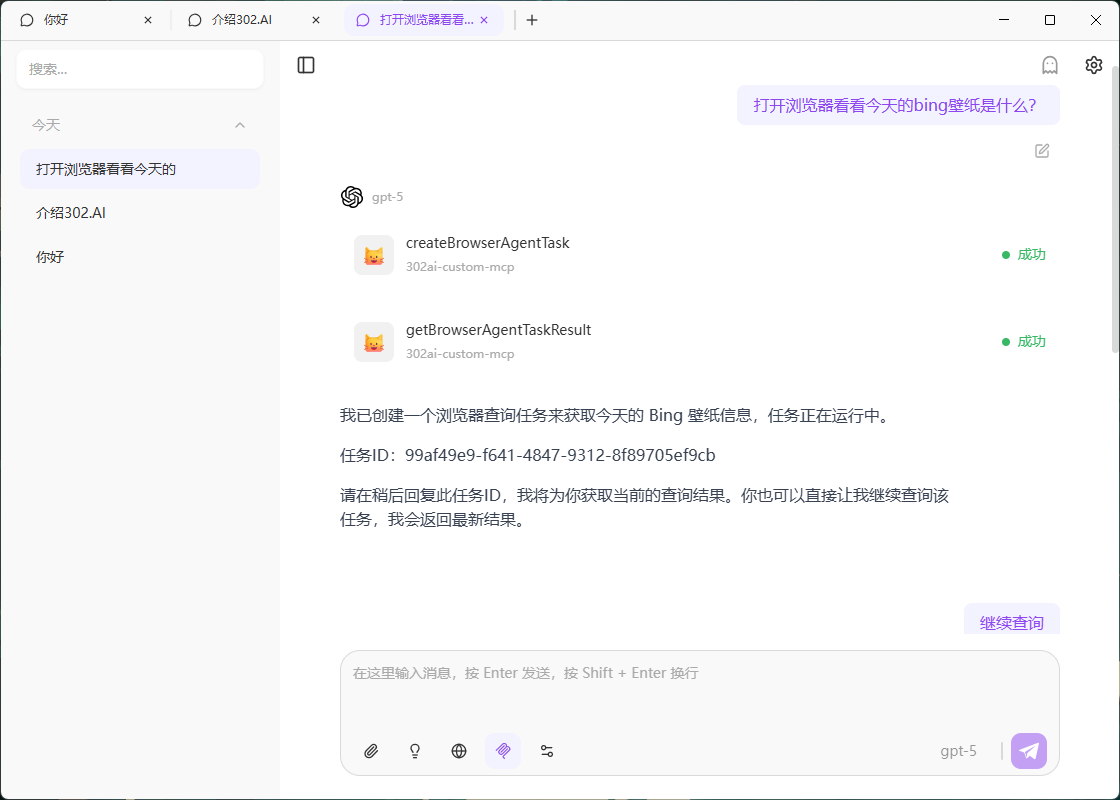 你好
介绍302.AI
打开浏览器看看...
搜索...
今天
打开浏览器看看今天的
介绍302.AI
你好
打开浏览器看看今天的bing壁纸是什么?
gpt-5
createBrowserAgentTask
302ai-custom-mcp
成功
getBrowserAgentTaskResult
302ai-custom-mcp
成功
我已创建一个浏览器查询任务来获取今天的 Bing 壁纸信息，任务正在运行中。
任务ID：99af49e9-f641-4847-9312-8f89705ef9cb
请在稍后回复此任务ID，我将为你获取当前的查询结果。你也可以直接让我继续查询该
任务，我会返回最新结果。
继续查询
在这里输入消息，按 Enter 发送，按 Shift + Enter 换行
gpt-5